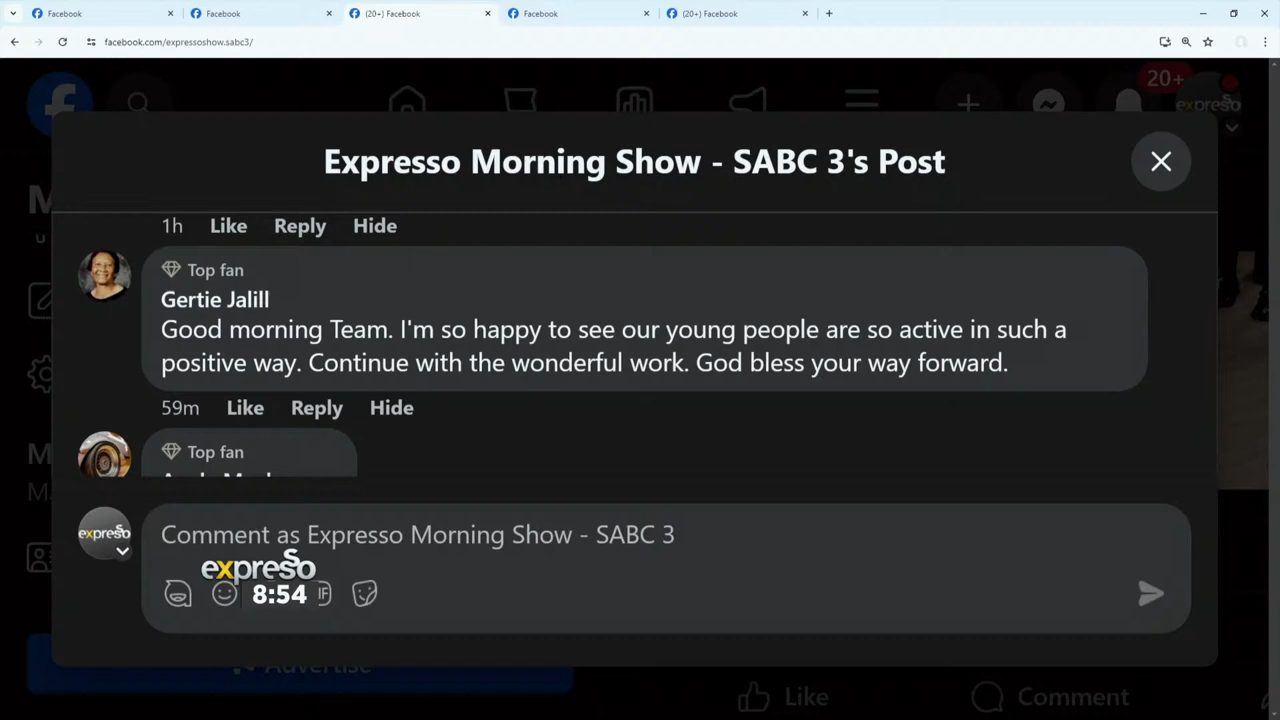 Facebook
Facebook
(20+) Facebook
Facebook
(20+) Facebook
facebook.com/expressoshow.sabc3/
20+
expresso
Expresso Morning Show - SABC 3's Post
1h Like Reply Hide
Top fan
Gertie Jalill
Good morning Team. I'm so happy to see our young people are so active in such a
positive way. Continue with the wonderful work. God bless your way forward.
59m Like Reply Hide
Top fan
expresso
Comment as Expresso Morning Show - SABC 3
expresso
8:54
Advertise
Like Comment